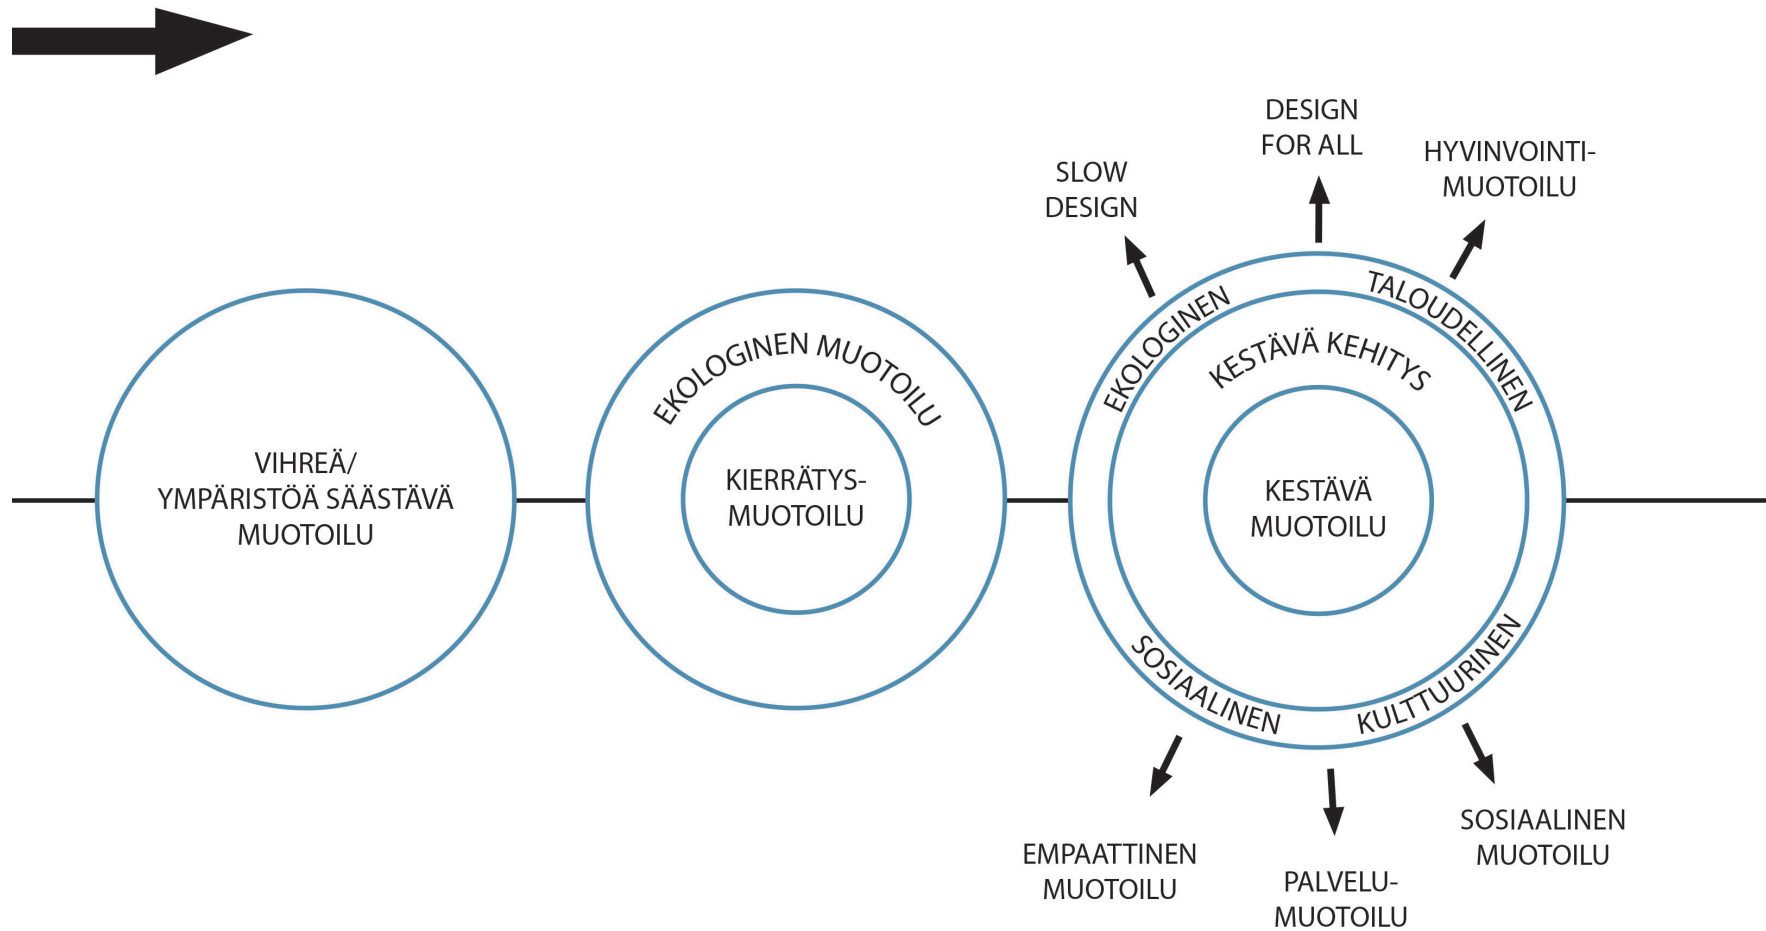 VIHREÄ/
YMPÄRISTÖÄ SÄÄSTÄVÄ
MUOTOILU
EKOLOGINEN MUOTOILU
KIERRÄTYS-
MUOTOILU
SLOW
DESIGN
DESIGN
FOR ALL
HYVINVOINTI-
MUOTOILU
EKOLOGINEN
TALOUDELLINEN
KESTÄVÄ KEHITYS
KESTÄVÄ
MUOTOILU
SOSIAALINEN
KULTTUURINEN
EMPAATTINEN
MUOTOILU
PALVELU-
MUOTOILU
SOSIAALINEN
MUOTOILU